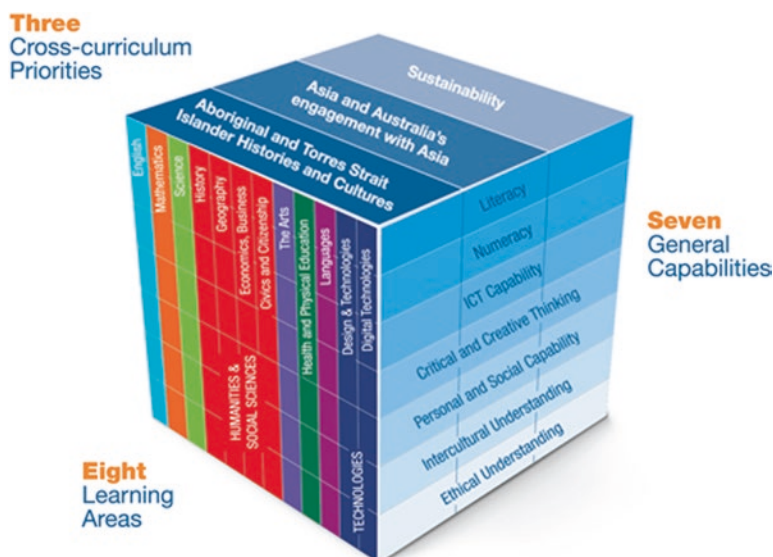 Three
Cross-curriculum
Priorities
Sustainability
Asia and Australia's
engagement with Asia
Aboriginal and Torres Strait
Islander Histories and Cultures
English
Mathematics
Science
History
Geography
Economics, Business
Civics and Citizenship
HUMANITIES &
SOCIAL SCIENCES
The Arts
Health and Physical Education
Languages
Design & Technologies
Digital Technologies
TECHNOLOGIES
Literacy
Numeracy
ICT Capability
Critical and Creative Thinking
Personal and Social Capability
Intercultural Understanding
Ethical Understanding
Seven
General
Capabilities
Eight
Learning
Areas